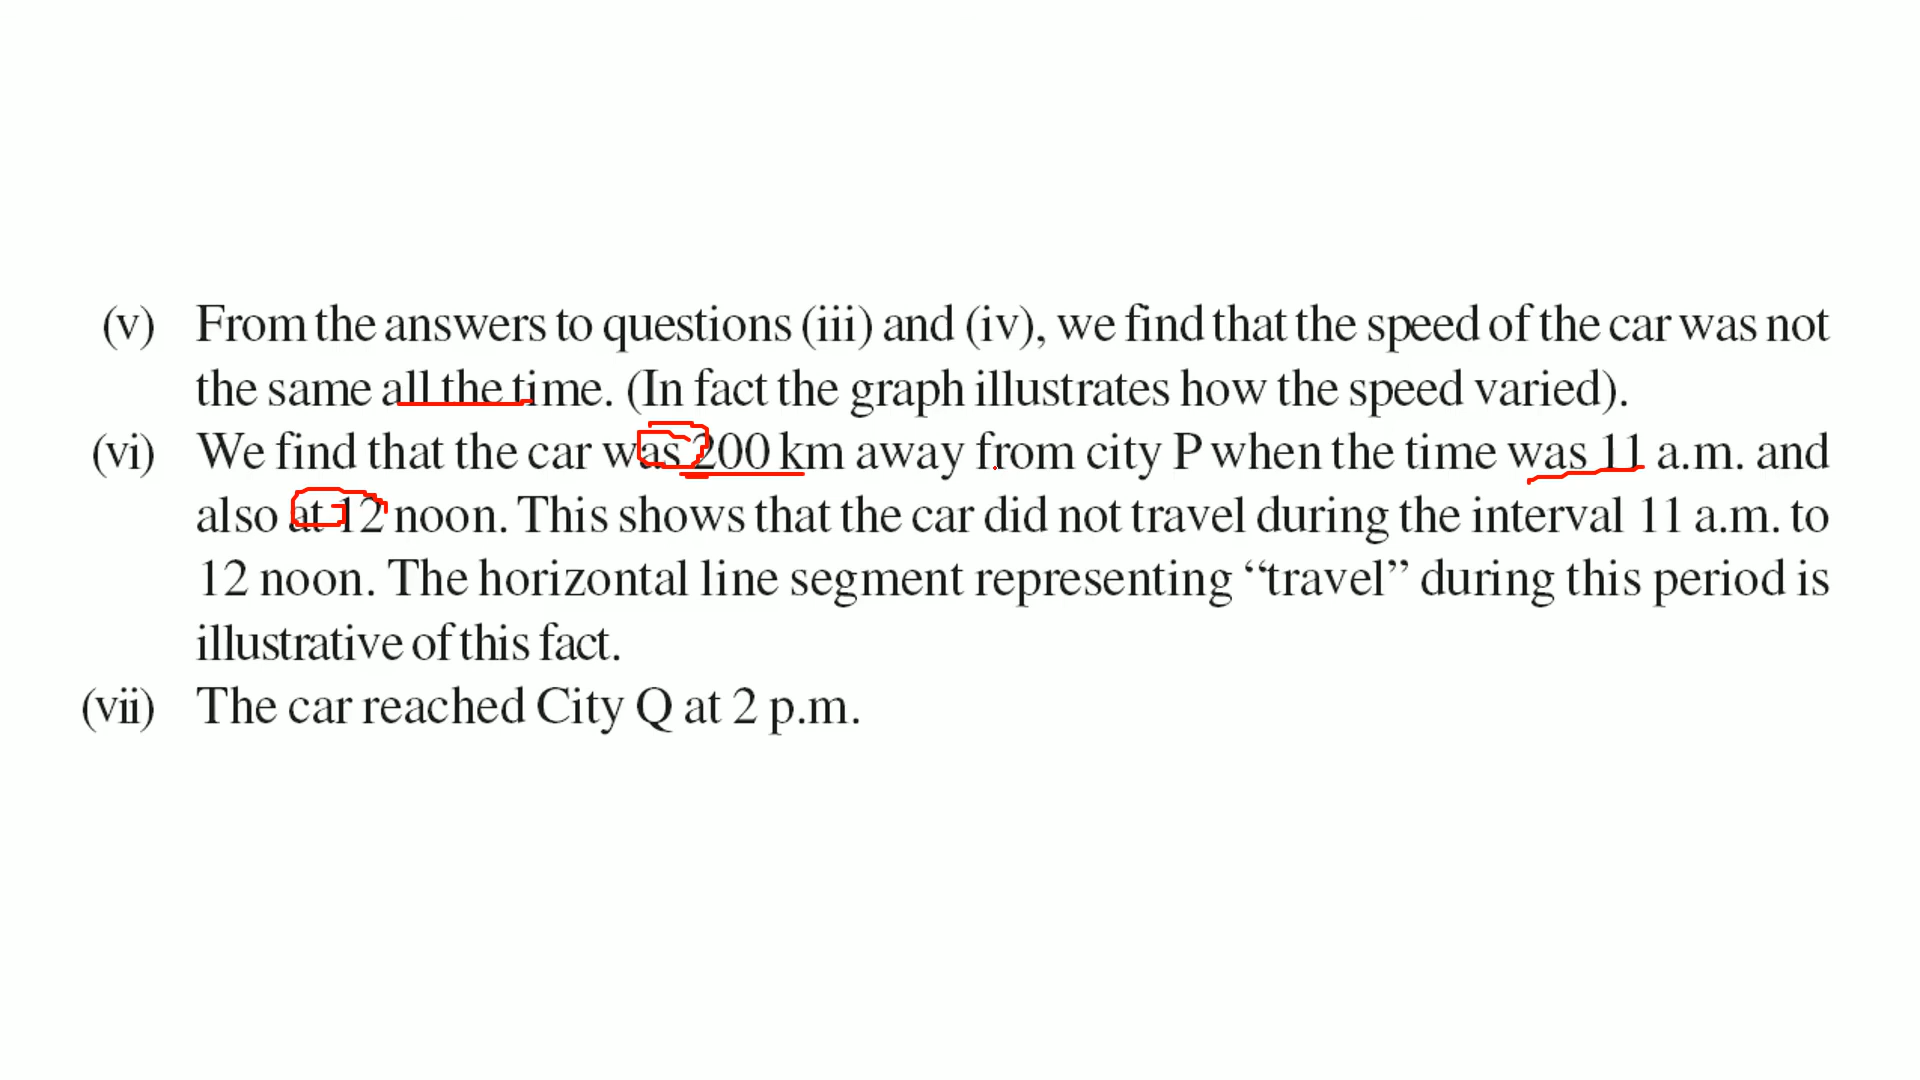 (v) From the answers to questions (iii) and (iv), we find that the speed of the car was not
the same all the time. (In fact the graph illustrates how the speed varied).
(vi) We find that the car was 200 km away from city P when the time was 11 a.m. and
also at 12 noon. This shows that the car did not travel during the interval 11 a.m. to
12 noon. The horizontal line segment representing “travel” during this period is
illustrative of this fact.
(vii) The car reached City Q at 2 p.m.